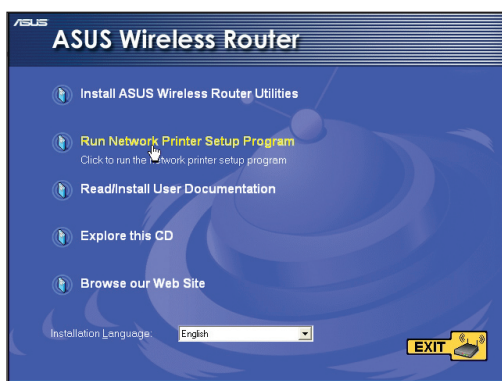 ASUS
ASUS Wireless Router
Install ASUS Wireless Router Utilities
Run Network Printer Setup Program
Click to run the network printer setup program
Read/Install User Documentation
Explore this CD
Browse our Web Site
Installation Language: English
EXIT